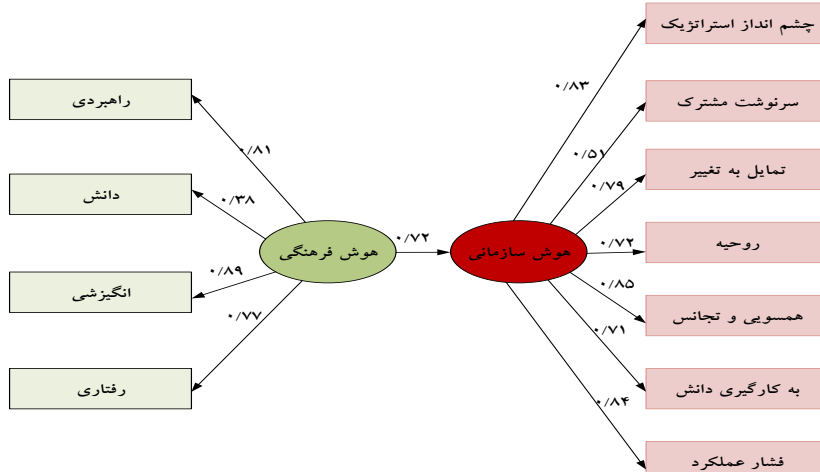 چشم انداز استراتژیک
۰/۸۳
راهبردی
سرنوشت مشترک
۰/۸۱
۰/۵۱
تمایل به تغییر
۰/۷۹
دانش
۰/۳۸
هوش فرهنگی
۰/۷۲
هوش سازمانی
۰/۷۲
روحیه
انگیزشی
۰/۸۹
۰/۸۵
همسویی و تجانس
۰/۷۷
۰/۷۱
رفتاری
به کارگیری دانش
۰/۸۴
فشار عملکرد